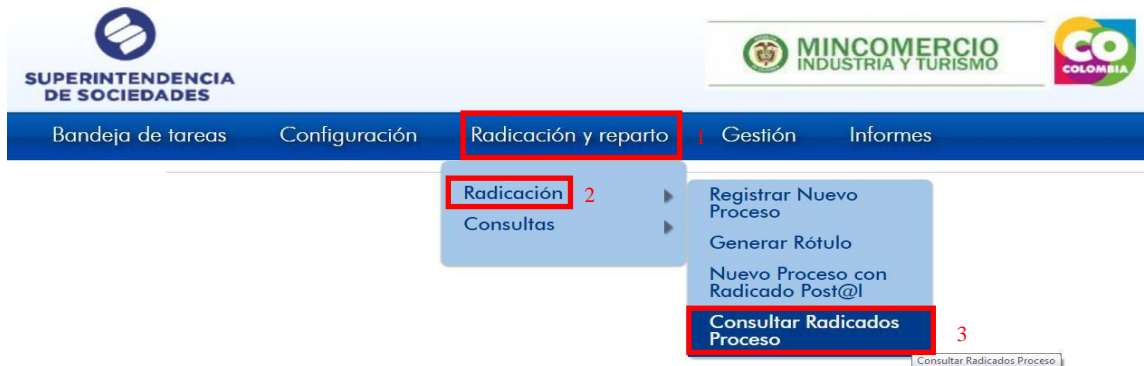 SUPERINTENDENCIA
DE SOCIEDADES
MINCOMERCIO
INDUSTRIA Y TURISMO
CO
COLOMBIA
Bandeja de tareas Configuración Radicación y reparto 1 Gestión Informes
Radicación 2
Consultas
Registrar Nuevo
Proceso
Generar Rótulo
Nuevo Proceso con
Radicado Post@l
Consultar Radicados
Proceso
3
Consultar Radicados Proceso